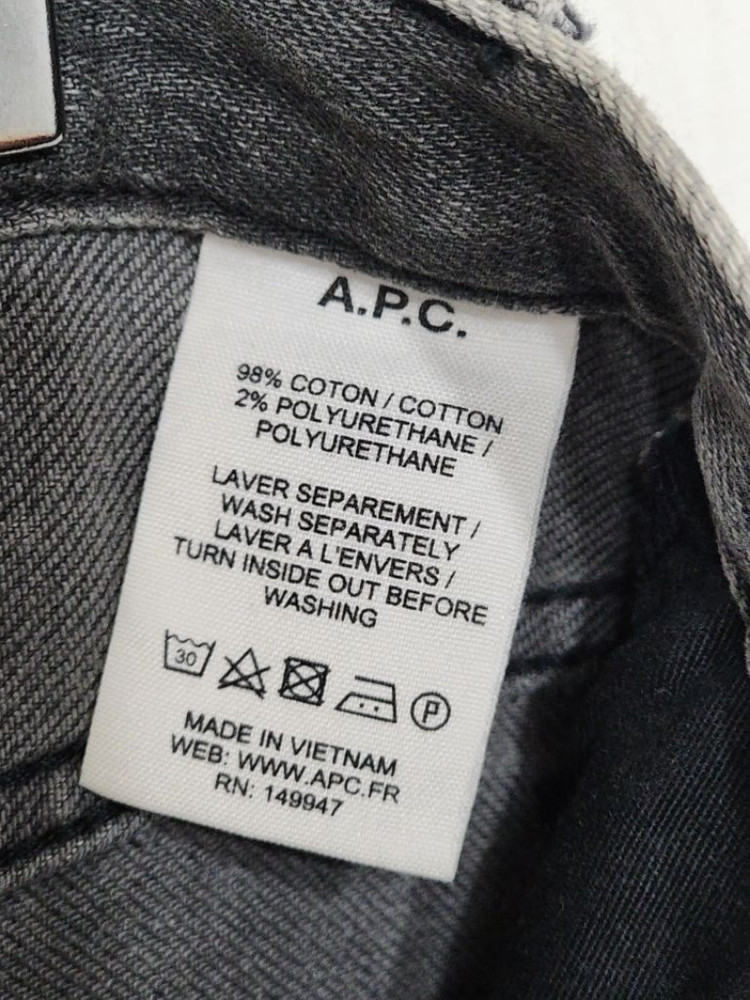 A.P.C.
98% COTON / COTTON
2% POLYURETHANE /
POLYURETHANE
LAVER SEPAREMENT /
WASH SEPARATELY
LAVER A L'ENVERS /
TURN INSIDE OUT BEFORE
WASHING
30
P
MADE IN VIETNAM
WEB: WWW.APC.FR
RN: 149947